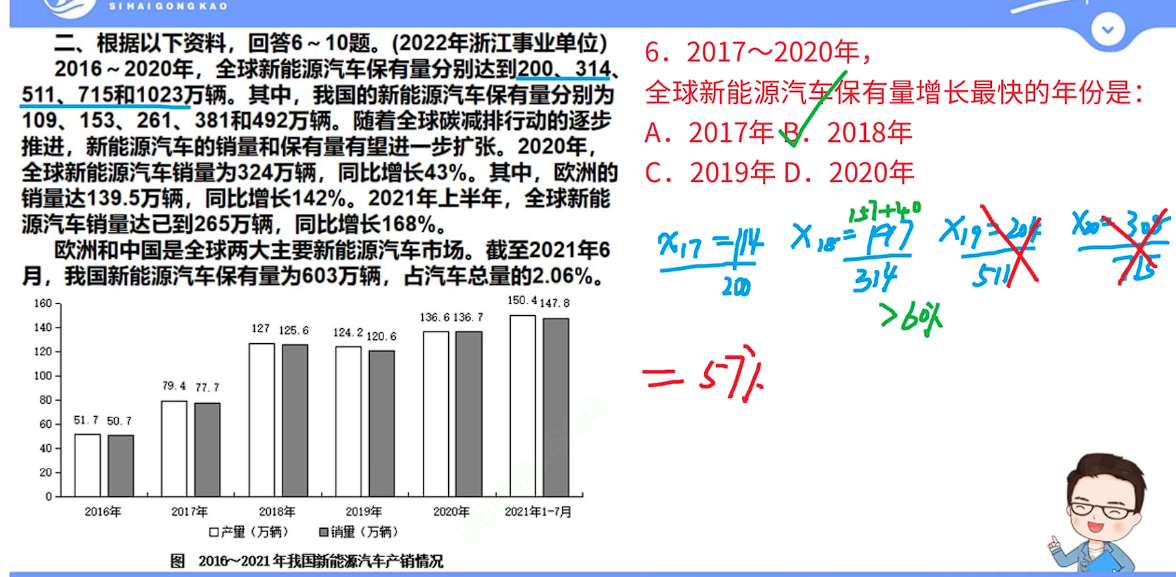 SIHAIGONGKAO
二、根据以下资料，回答6～10题。(2022年浙江事业单位）
2016～2020年，全球新能源汽车保有量分别达到200、314、
511、715和1023万辆。其中，我国的新能源汽车保有量分别为
109、153、261、381和492万辆。随着全球碳减排行动的逐步
推进，新能源汽车的销量和保有量有望进一步扩张。2020年，
全球新能源汽车销量为324万辆，同比增长43%。其中，欧洲的
销量达139.5万辆，同比增长142%。2021年上半年，全球新能
源汽车销量达已到265万辆，同比增长168%。
欧洲和中国是全球两大主要新能源汽车市场。截至2021年6
月，我国新能源汽车保有量为603万辆，占汽车总量的2.06%。
160
140
120
100
80
60
40
20
0
51.7 50.7
79.4 77.7
127 125.6
124.2 120.6
136.6 136.7
150.4 147.8
2016年 2017年 2018年 2019年 2020年 2021年1-7月
产量（万辆） 销量（万辆）
图 2016～2021年我国新能源汽车产销情况
6．2017～2020年，
全球新能源汽车保有量增长最快的年份是：
A．2017年 B．2018年
C．2019年 D．2020年
157+40
X17 = 114 X18 = 197 X19 = 204 X20 = 308
200 314 511 715
>60%
= 57%